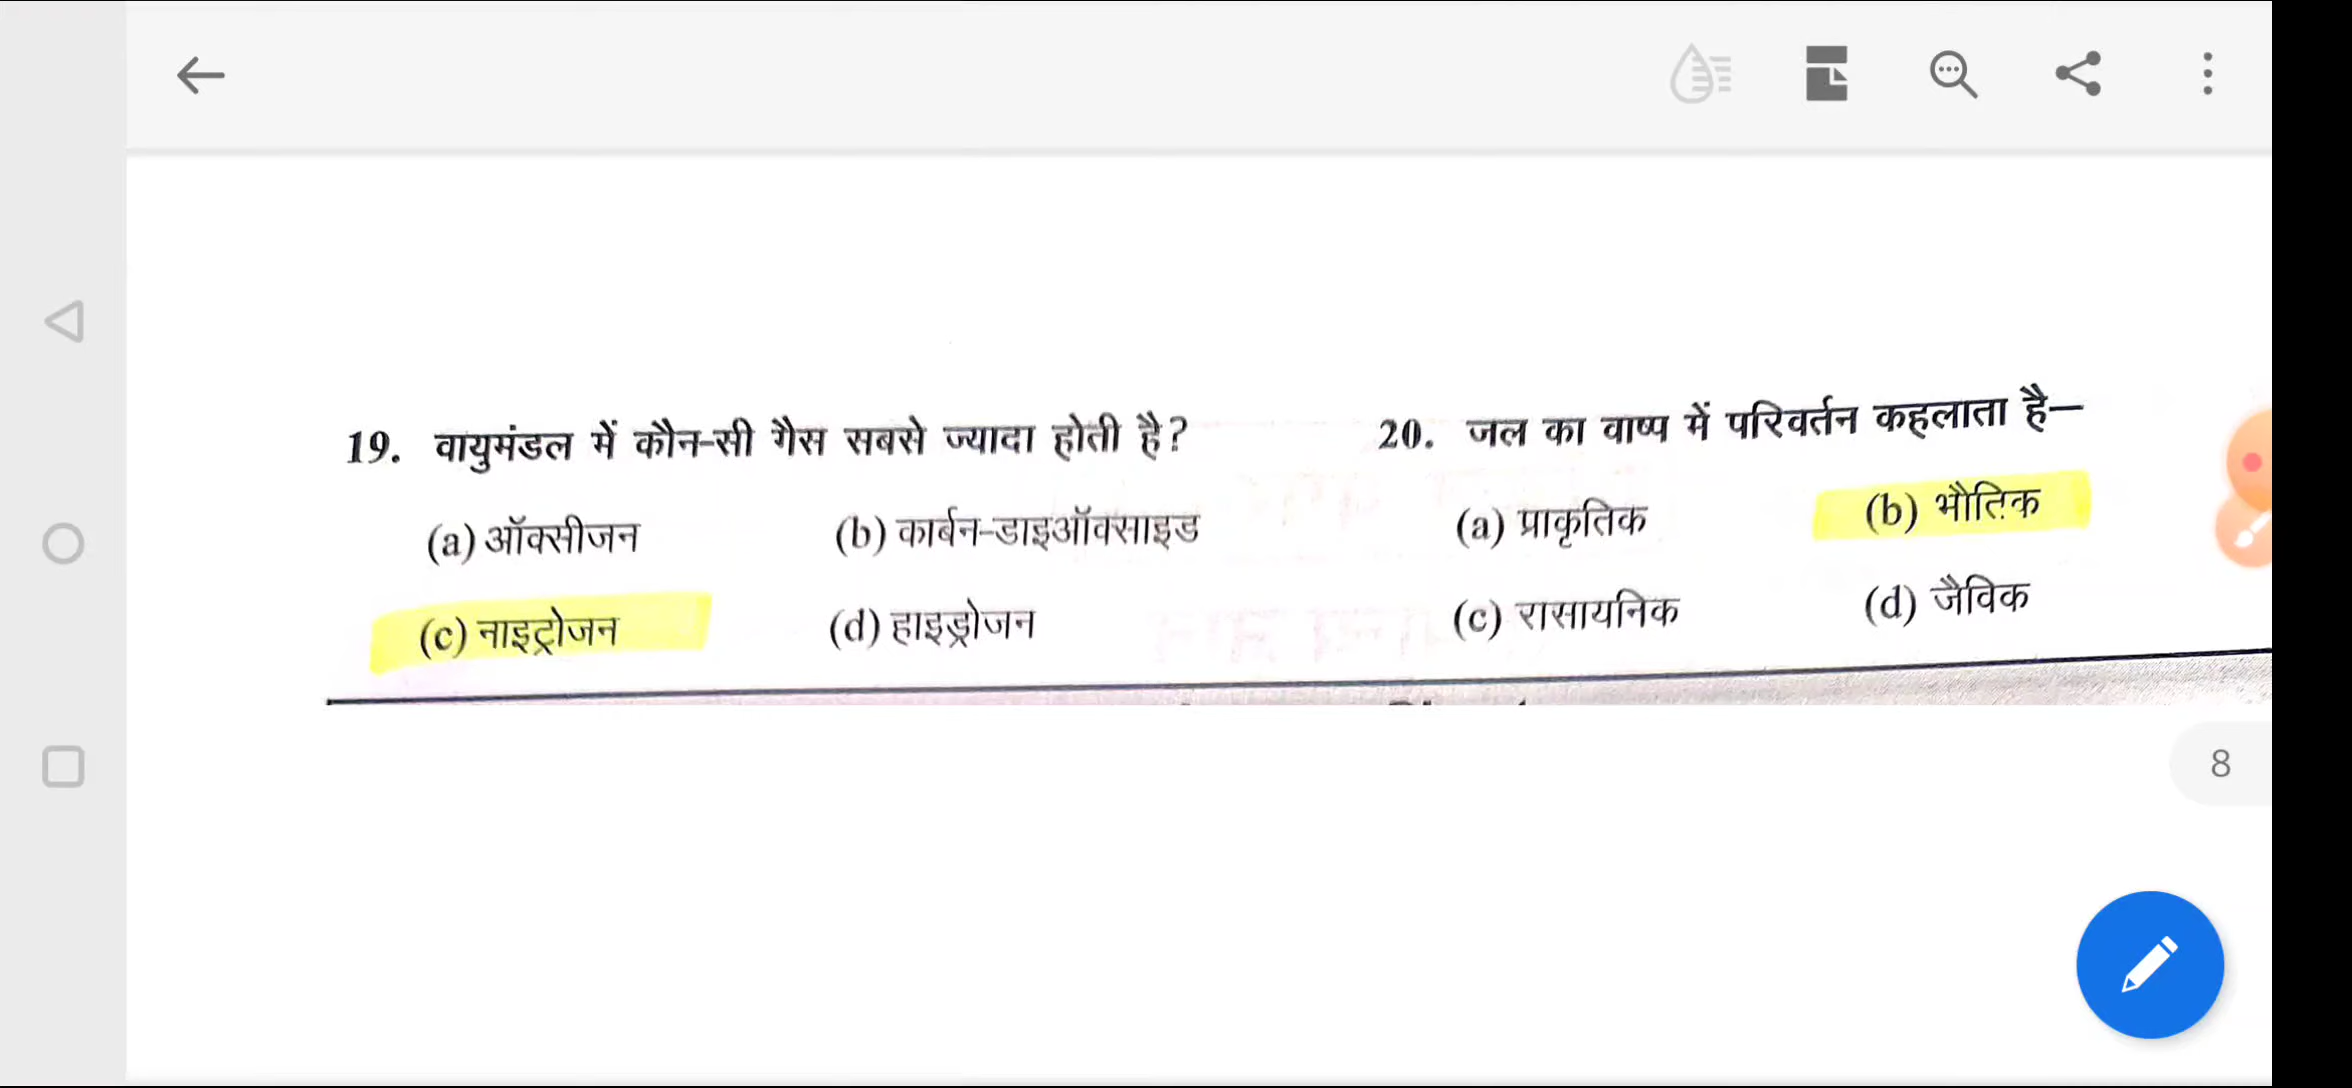 19. वायुमंडल में कौन-सी गैस सबसे ज्यादा होती है?
(a) ऑक्सीजन (b) कार्बन-डाइऑक्साइड
(c) नाइट्रोजन (d) हाइड्रोजन
20. जल का वाष्प में परिवर्तन कहलाता है—
(a) प्राकृतिक (b) भौतिक
(c) रासायनिक (d) जैविक
8